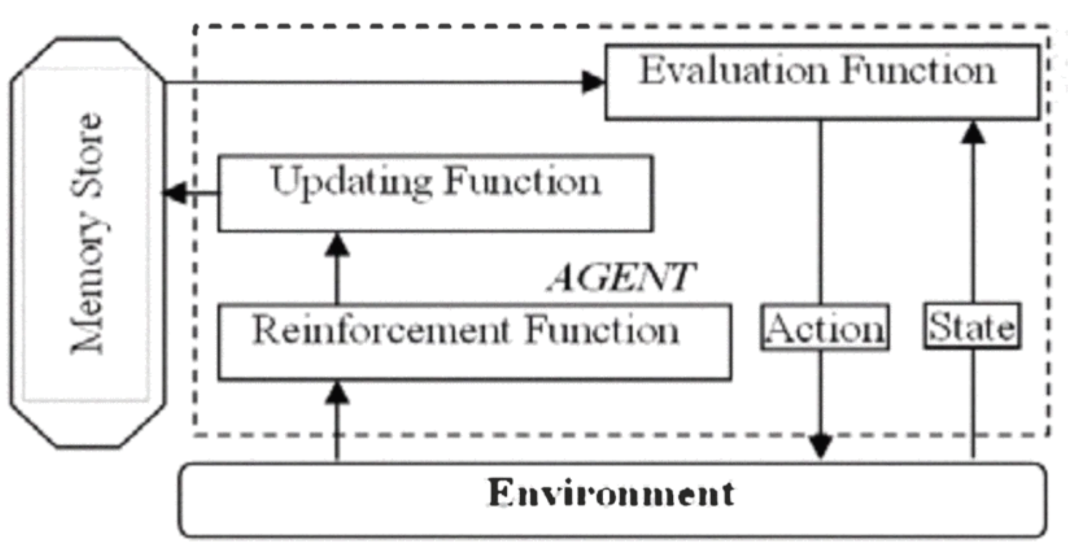 Evaluation Function
Memory Store
Updating Function
AGENT
Reinforcement Function
Action
State
Environment